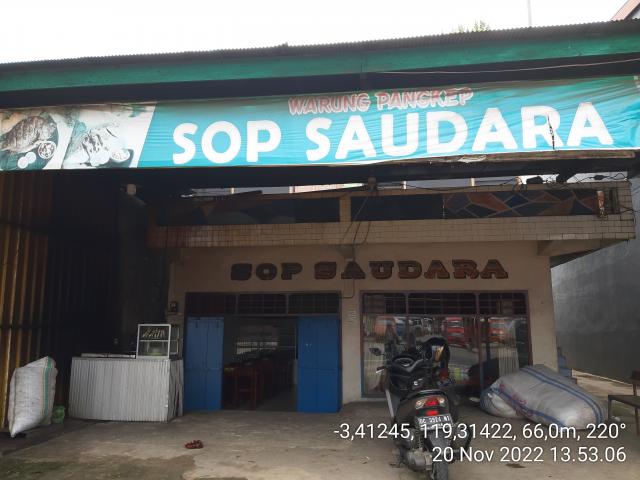 WARUNG PANGKEP
SOP SAUDARA
SOP SAUDARA
-3,41245, 119,31422, 66,0m, 220°
20 Nov 2022 13.53.06